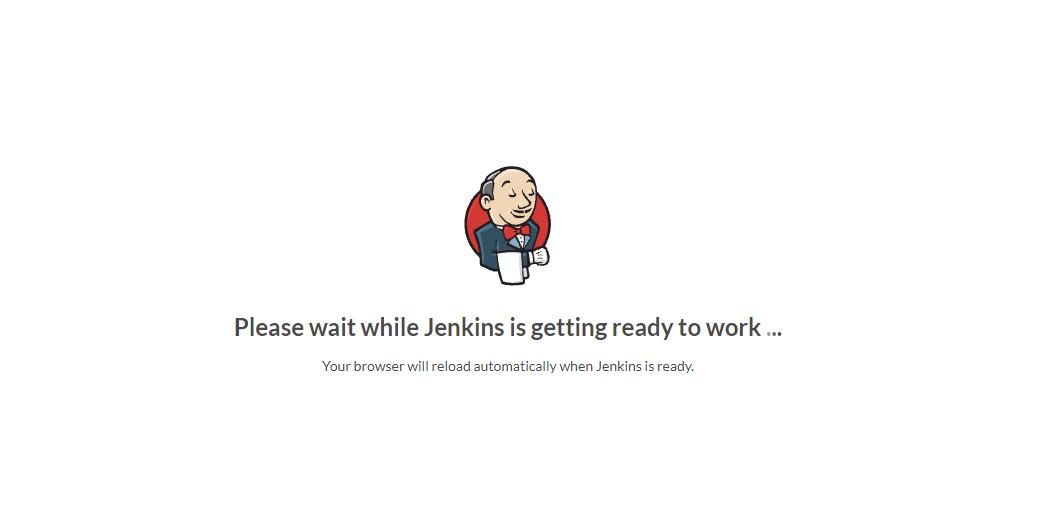 Please wait while Jenkins is getting ready to work ...
Your browser will reload automatically when Jenkins is ready.